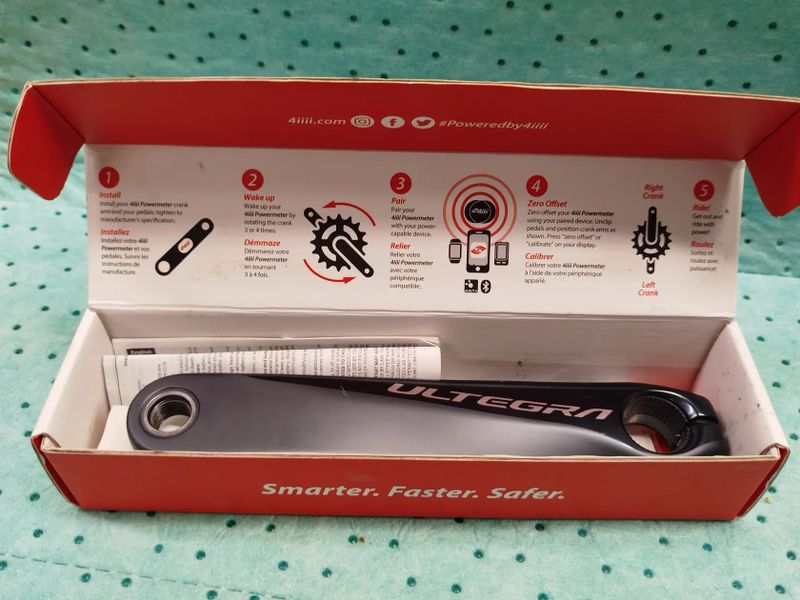 4iiii.com #Poweredby4iiii
1
Install
Install your 4iiii Powermeter crank
armrand your pedals; tighten to
manufacturer's specification.
Installez
Installez votre 4iiii
Powermeter et vos
pédales, Suivre les
instructions de
manufacture.
2
Wake up
Wake up your
4iiii Powermeter by
rotating the crank
3 or 4 times.
Démmaze
Démmarez votre
4iiii Powermeter
en tournant
3 à 4 fois.
3
Pair
Pair your
4iiii Powermeter
with your power-
capable device.
Relier
Relier votre
4iiii Powermeter
avec votre
périphérique
compatible.
4iiii
4
Zero Offset
Zero offset your 4iiii Powermeter
using your paired device. Unclip
pedals and position crank arms as
shown. Press "zero offset" or
"calibrate" on your display.
Calibrer
Calibrer votre 4iiii Powermeter
à l'aide de votre périphérique
apparié.
Right
Crank
Left
Crank
5
Ride!
Get out and
ride with
power!
Roulez
Sortez et
roulez avec
puissance!
English
ULTEGRA
Smarter. Faster. Safer.